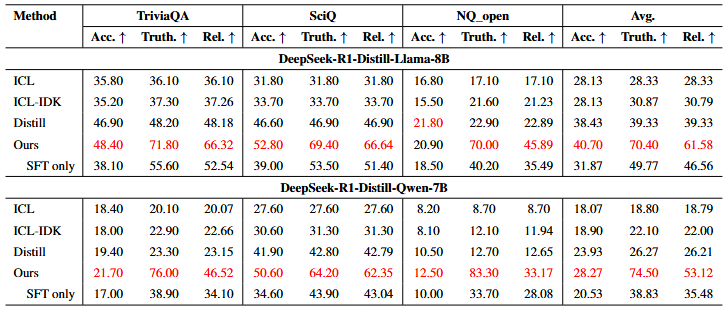 Method TriviaQA SciQ NQ_open Avg.
Acc. ↑ Truth. ↑ Rel. ↑ Acc. ↑ Truth. ↑ Rel. ↑ Acc. ↑ Truth. ↑ Rel. ↑ Acc. ↑ Truth. ↑ Rel. ↑
DeepSeek-R1-Distill-Llama-8B
ICL 35.80 36.10 36.10 31.80 31.80 31.80 16.80 17.10 17.10 28.13 28.33 28.33
ICL-IDK 35.20 37.30 37.26 33.70 33.70 33.70 15.50 21.60 21.23 28.13 30.87 30.79
Distill 46.90 48.20 48.18 46.60 46.90 46.90 21.80 22.90 22.89 38.43 39.33 39.33
Ours 48.40 71.80 66.32 52.80 69.40 66.64 20.90 70.00 45.89 40.70 70.40 61.58
SFT only 38.10 55.60 52.54 39.00 53.50 51.40 18.50 40.20 35.49 31.87 49.77 46.56
DeepSeek-R1-Distill-Qwen-7B
ICL 18.40 20.10 20.07 27.60 27.60 27.60 8.20 8.70 8.70 18.07 18.80 18.79
ICL-IDK 18.00 22.90 22.66 30.60 31.30 31.30 8.10 12.10 11.94 18.90 22.10 22.00
Distill 19.40 23.30 23.15 41.90 42.80 42.79 10.50 12.70 12.65 23.93 26.27 26.21
Ours 21.70 76.00 46.52 50.60 64.20 62.35 12.50 83.30 33.17 28.27 74.50 53.12
SFT only 17.00 38.90 34.10 34.60 43.90 43.04 10.00 33.70 28.08 20.53 38.83 35.48